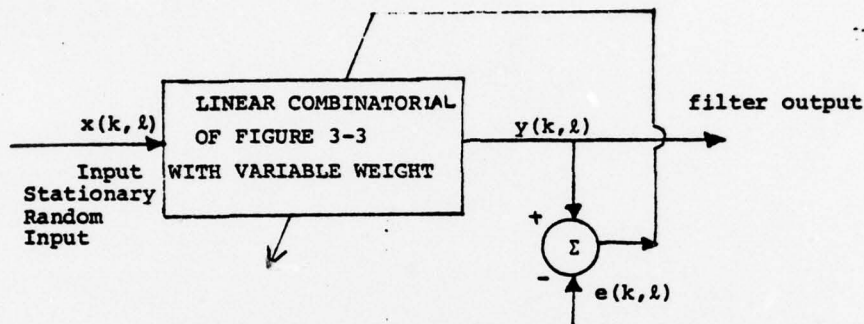 LINEAR COMBINATORIAL
OF FIGURE 3-3
WITH VARIABLE WEIGHT
x(k,ℓ)
Input
Stationary
Random
Input
y(k,ℓ)
filter output
+
Σ
-
e(k,ℓ)